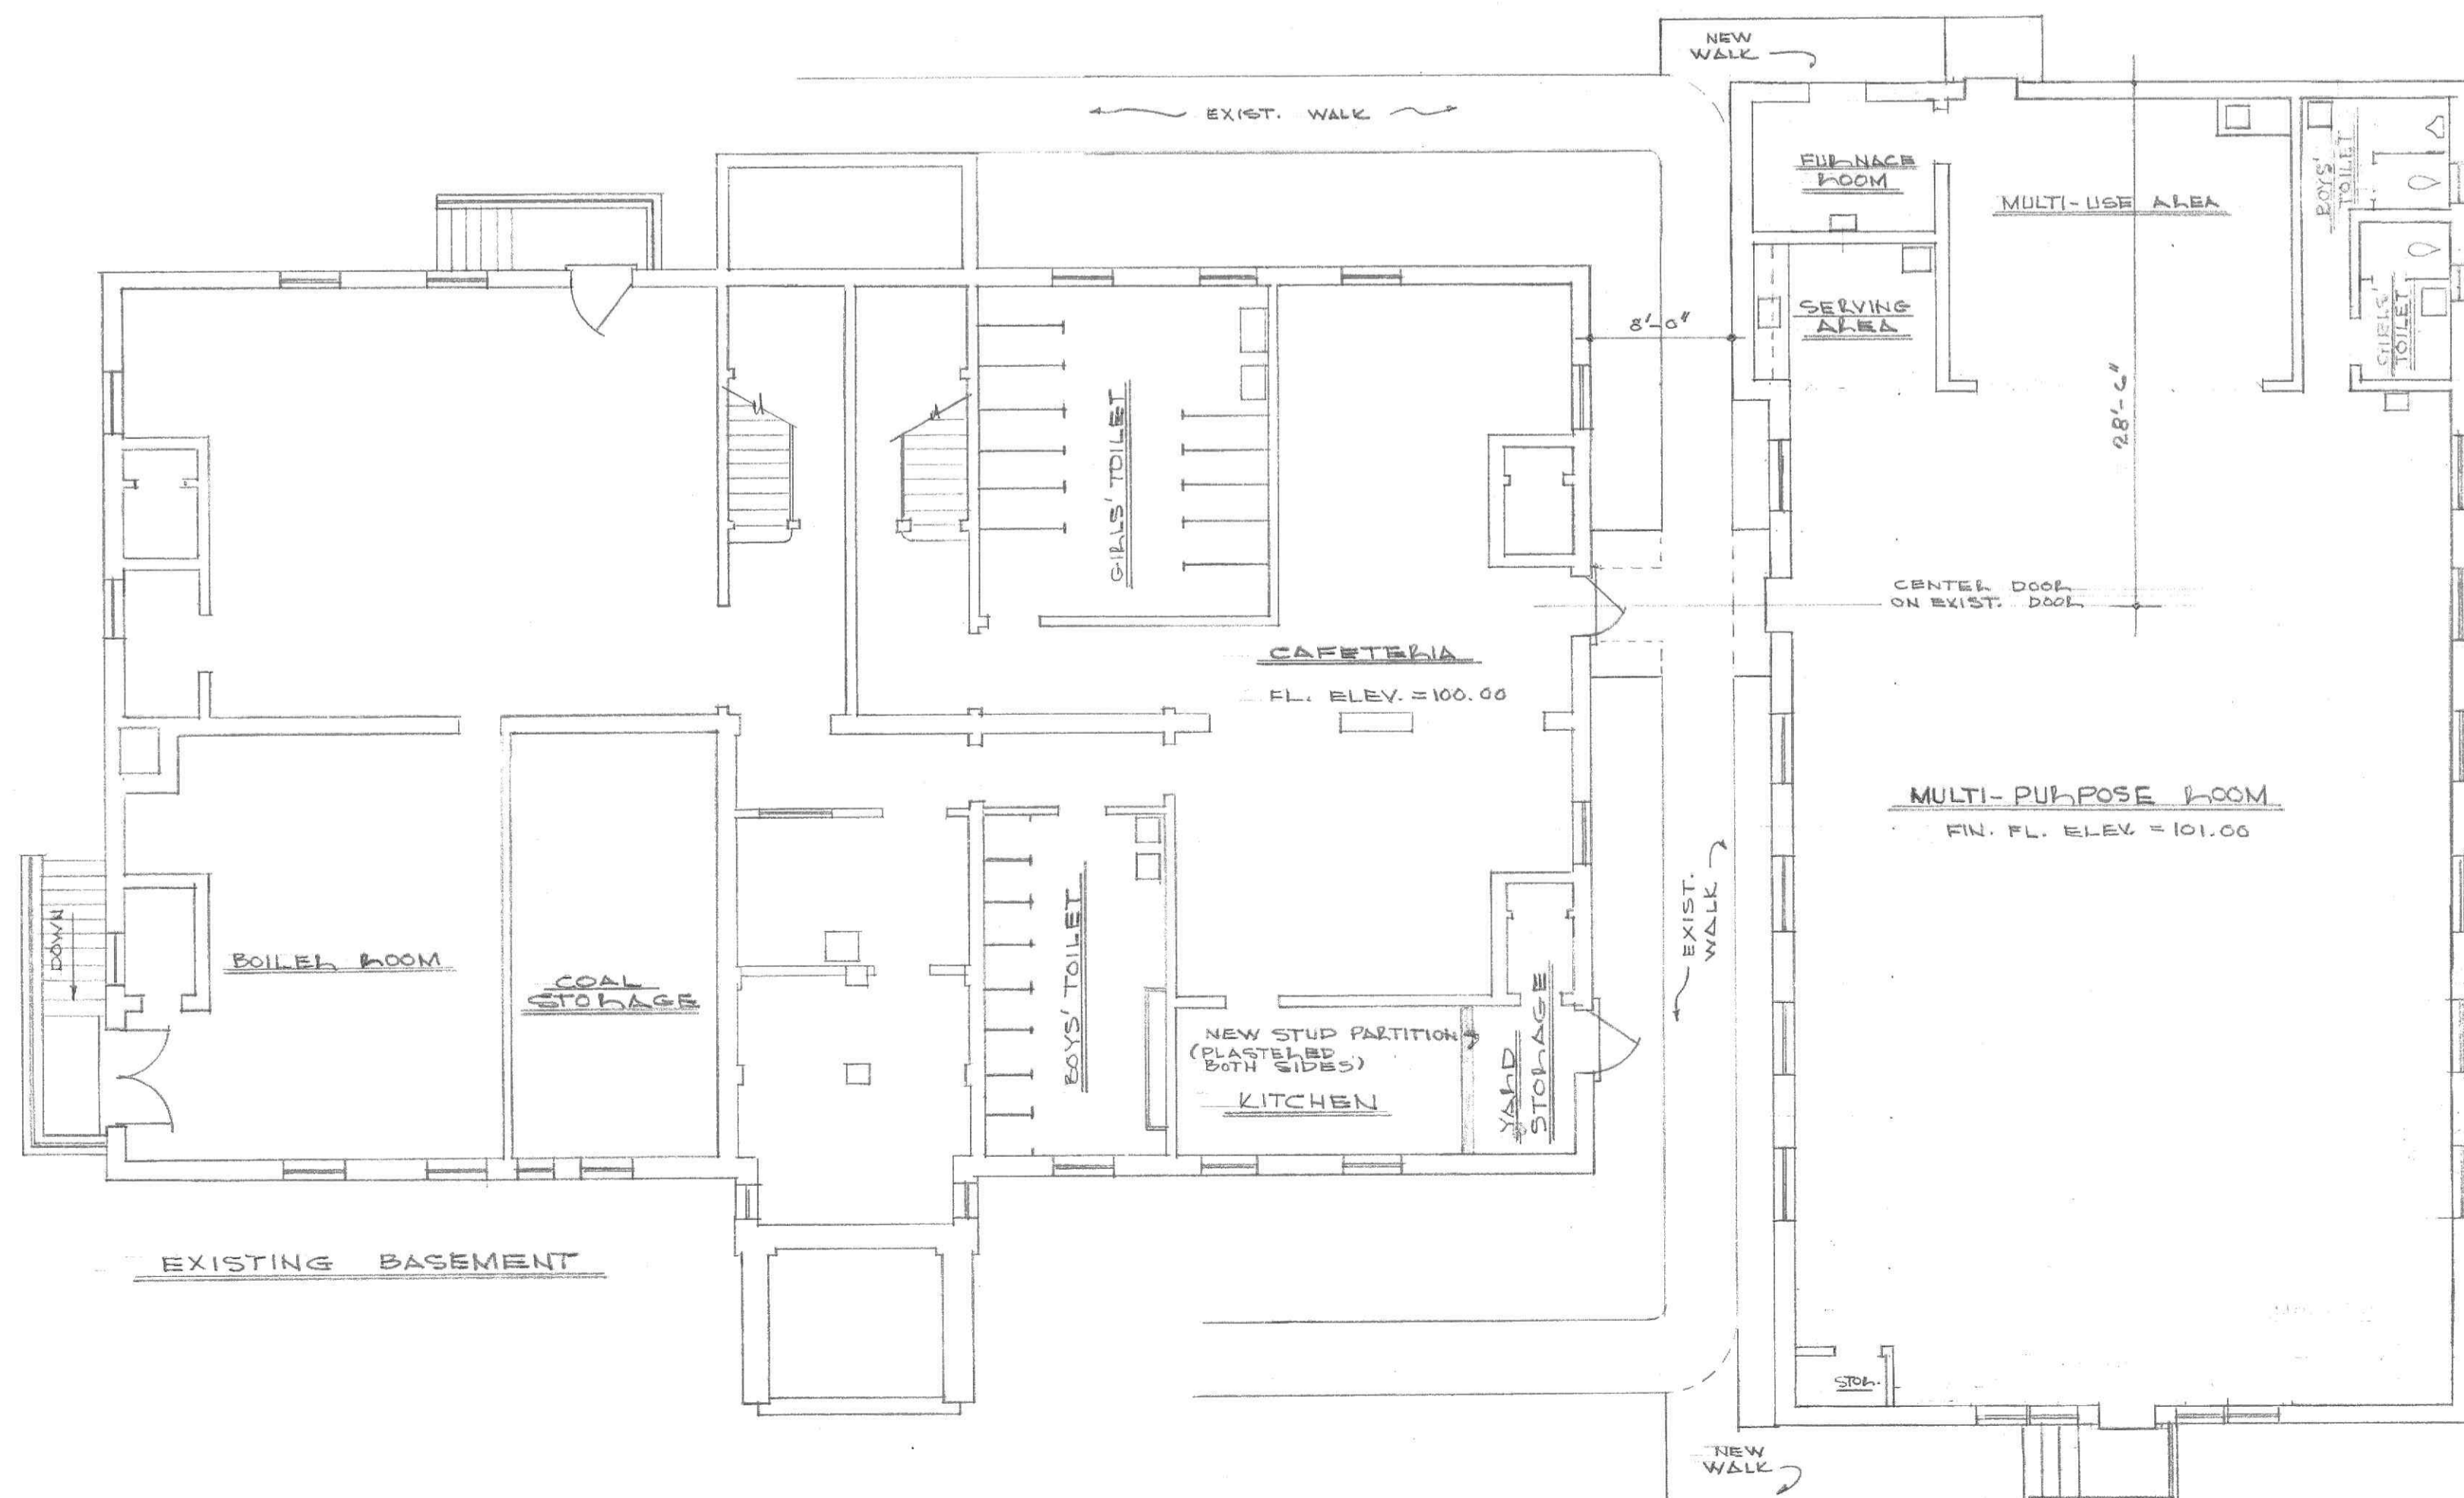 NEW
WALK
EXIST. WALK
FURNACE
ROOM
MULTI-USE AREA
BOYS'
TOILET
SERVING
AREA
GIRLS'
TOILET
8'-0"
28'-6"
GIRLS' TOILET
CENTER DOOR
ON EXIST. DOOR
CAFETERIA
FL. ELEV. = 100.00
MULTI-PURPOSE ROOM
FIN. FL. ELEV. = 101.00
DOWN
BOILER ROOM
COAL
STORAGE
BOYS' TOILET
NEW STUD PARTITION
(PLASTERED
BOTH SIDES)
KITCHEN
YARD
STORAGE
EXIST.
WALK
EXISTING BASEMENT
STOR.
NEW
WALK